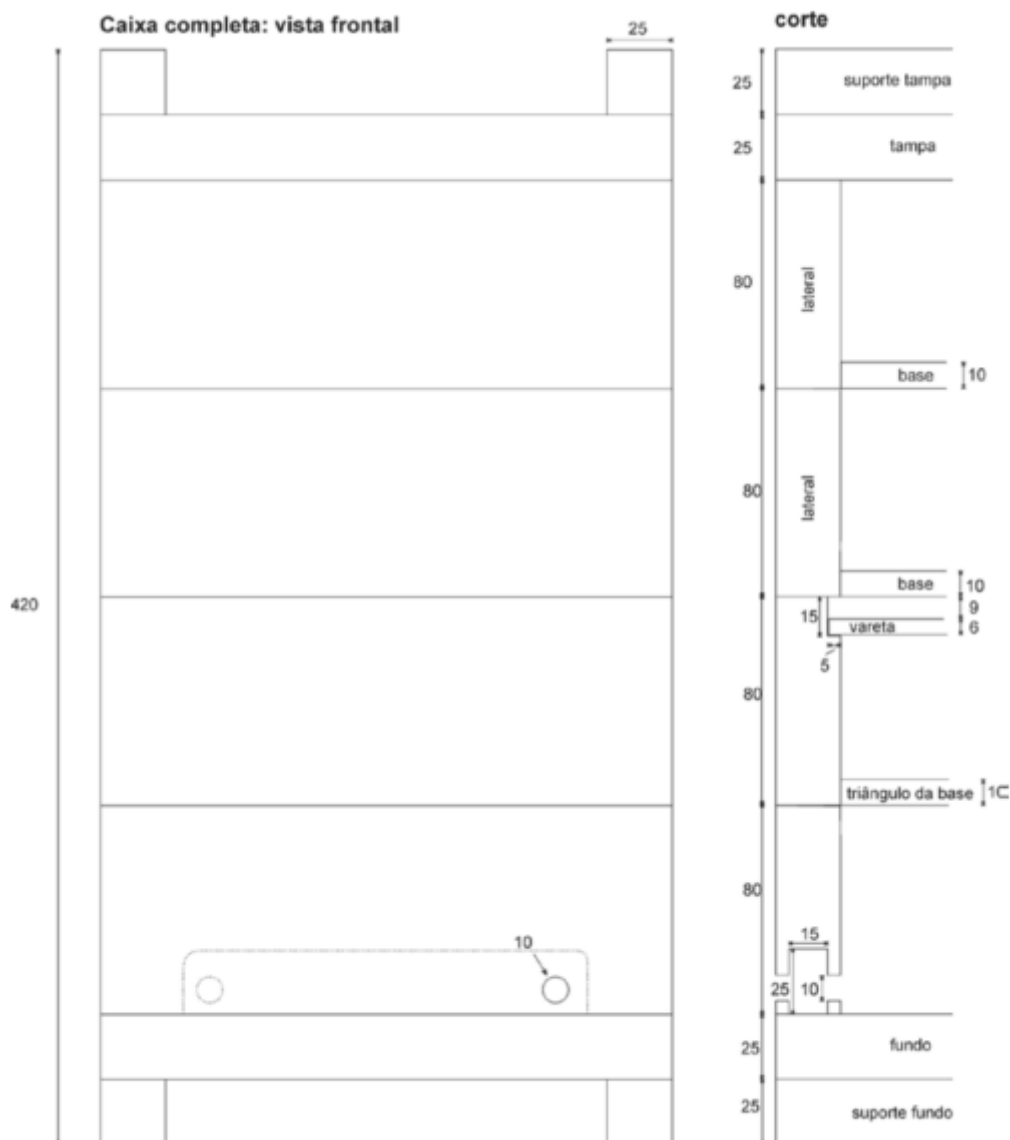 Caixa completa: vista frontal
corte
25
25
suporte tampa
25
tampa
80
lateral
base
10
80
lateral
420
base
10
15
9
vareta
6
5
80
triângulo da base
10
80
10
15
25
10
25
fundo
25
suporte fundo